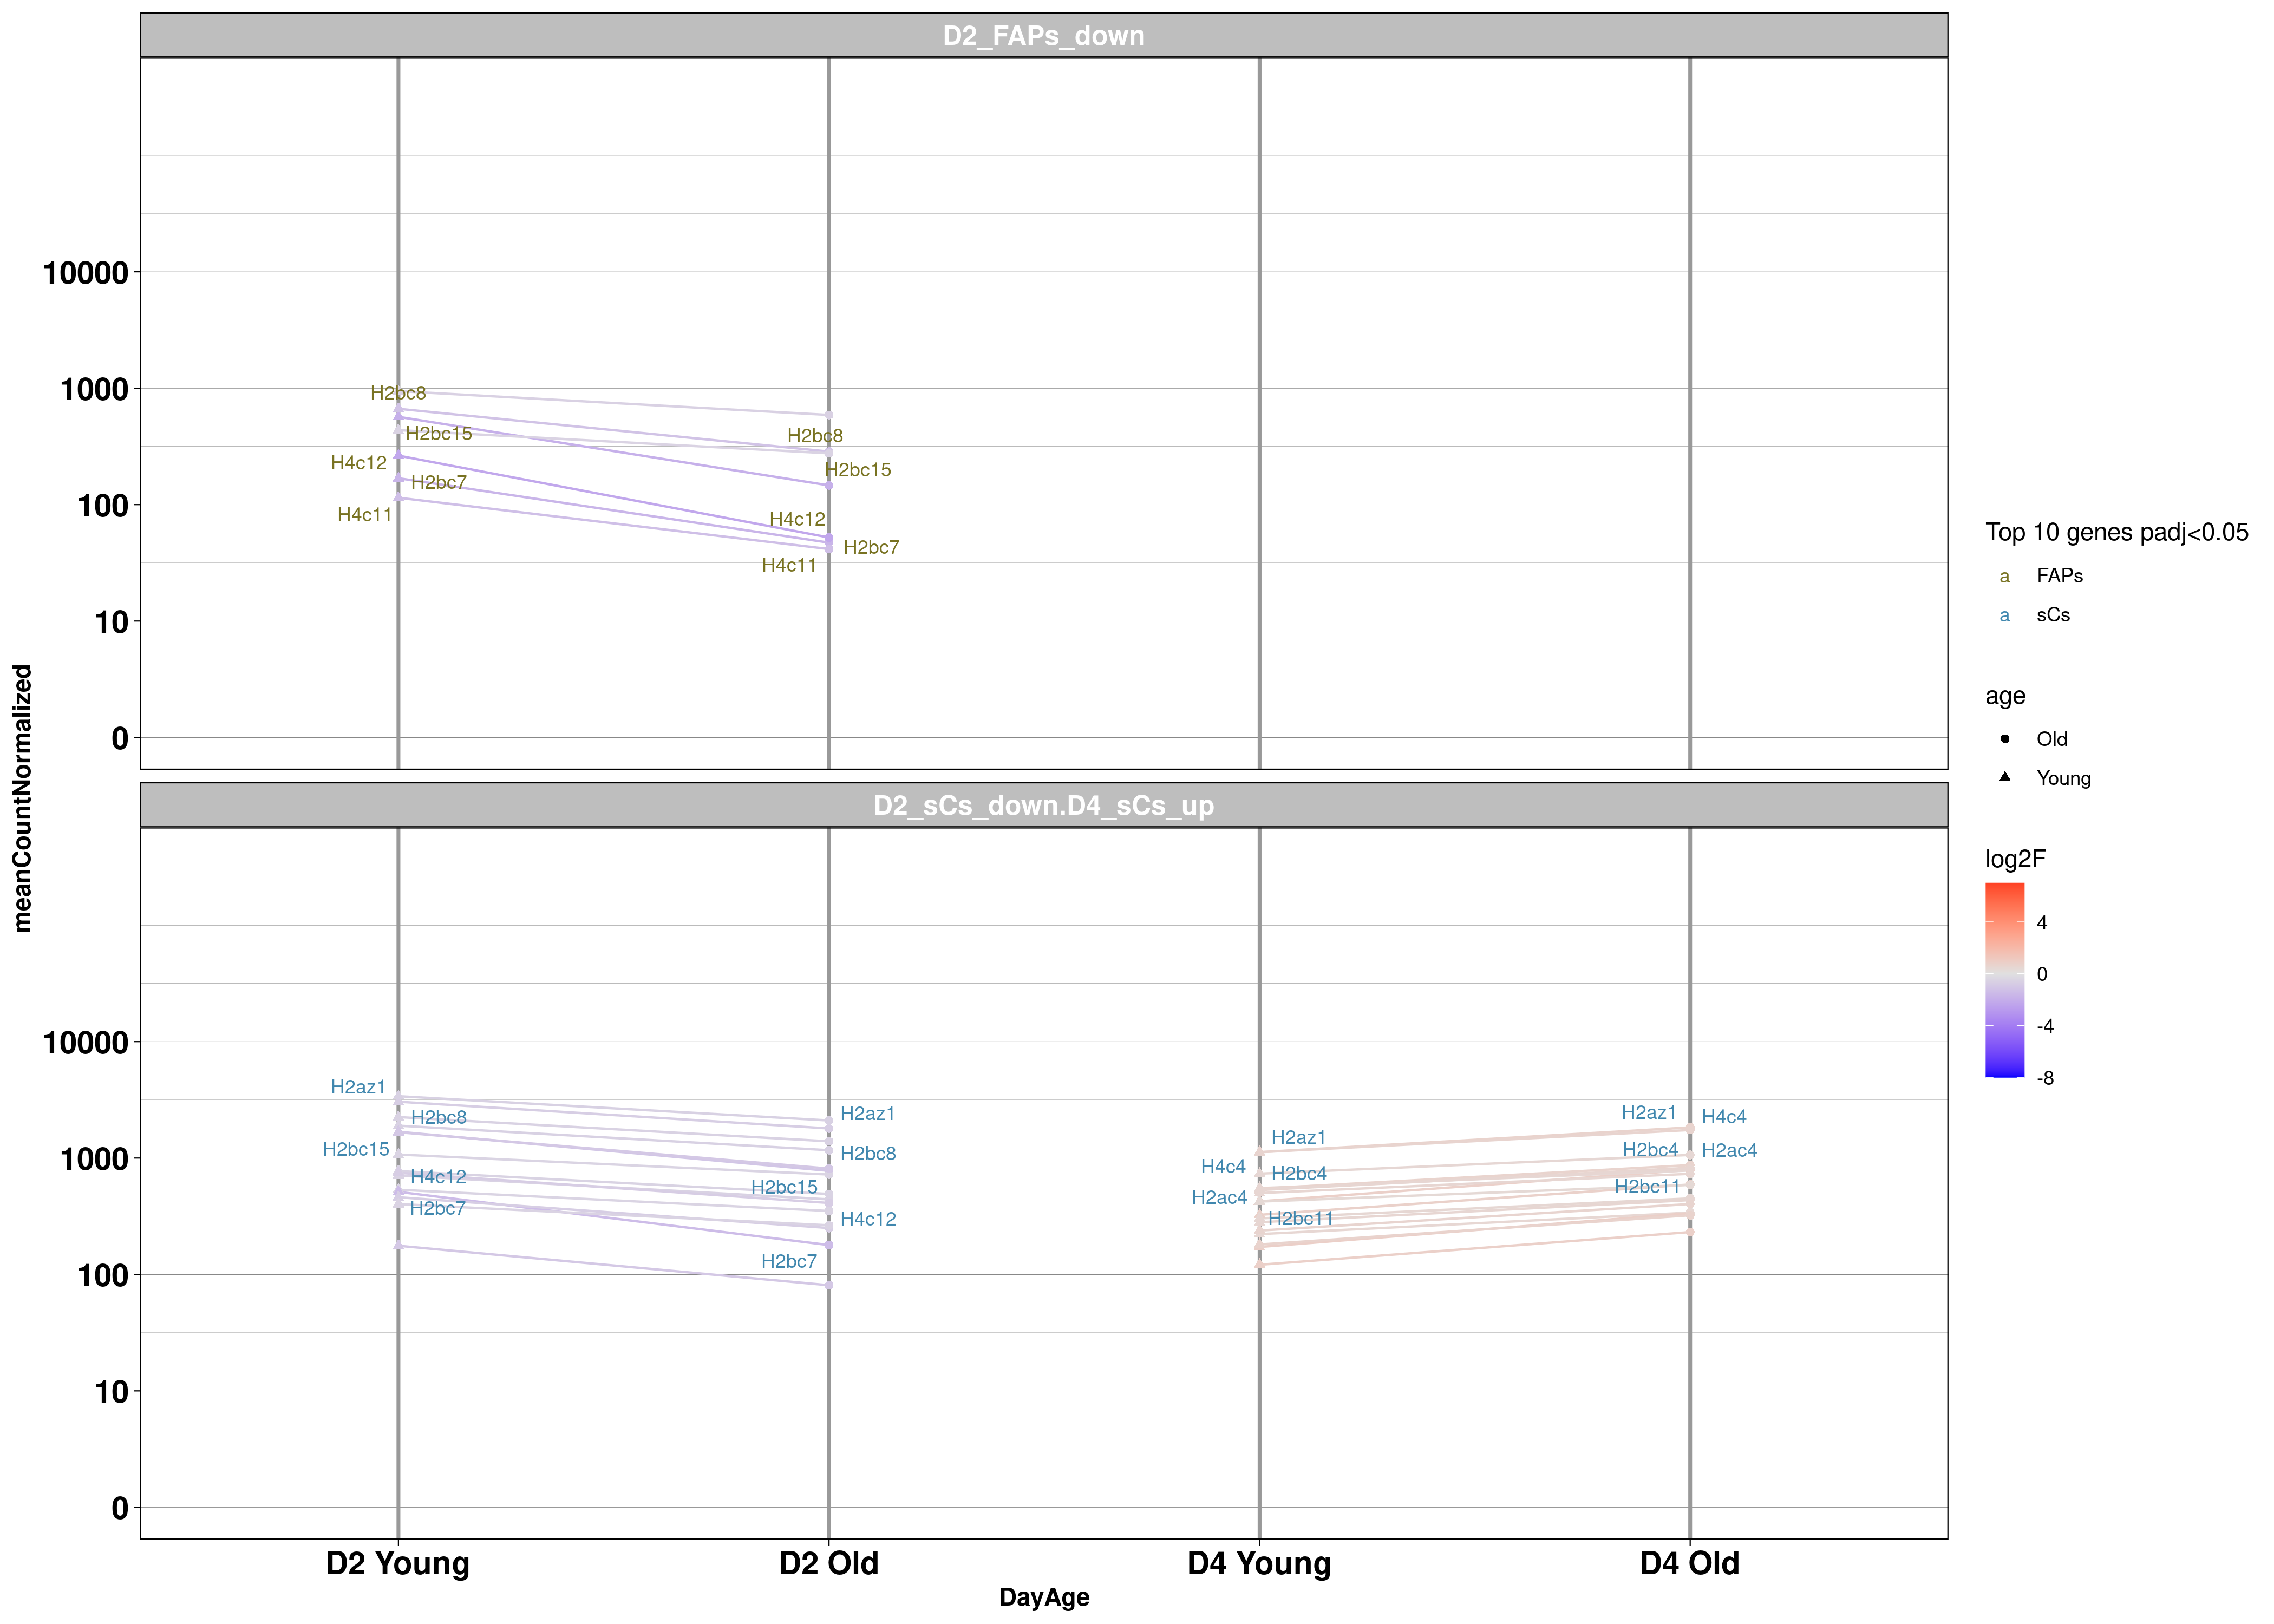 D2_FAPs_down
10000
1000
100
10
0
H2bc8
H2bc15
H4c12
H2bc7
H4c11
H2bc8
H2bc15
H4c12
H2bc7
H4c11
meanCountNormalized
D2_sCs_down.D4_sCs_up
10000
1000
100
10
0
H2az1
H2bc8
H2bc15
H4c12
H2bc7
H2az1
H2bc8
H2bc15
H4c12
H2bc7
H2az1
H4c4
H2bc4
H2ac4
H2bc11
H2az1
H4c4
H2bc4
H2ac4
H2bc11
D2 Young
D2 Old
D4 Young
D4 Old
DayAge
Top 10 genes padj<0.05
a FAPs
a sCs
age
Old
Young
log2F
4
0
-4
-8